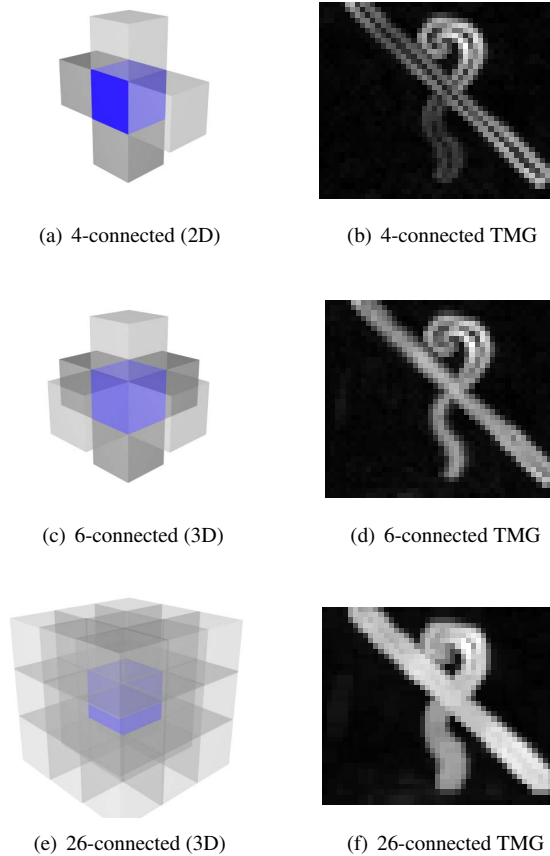 (a) 4-connected (2D)
(b) 4-connected TMG
(c) 6-connected (3D)
(d) 6-connected TMG
(e) 26-connected (3D)
(f) 26-connected TMG